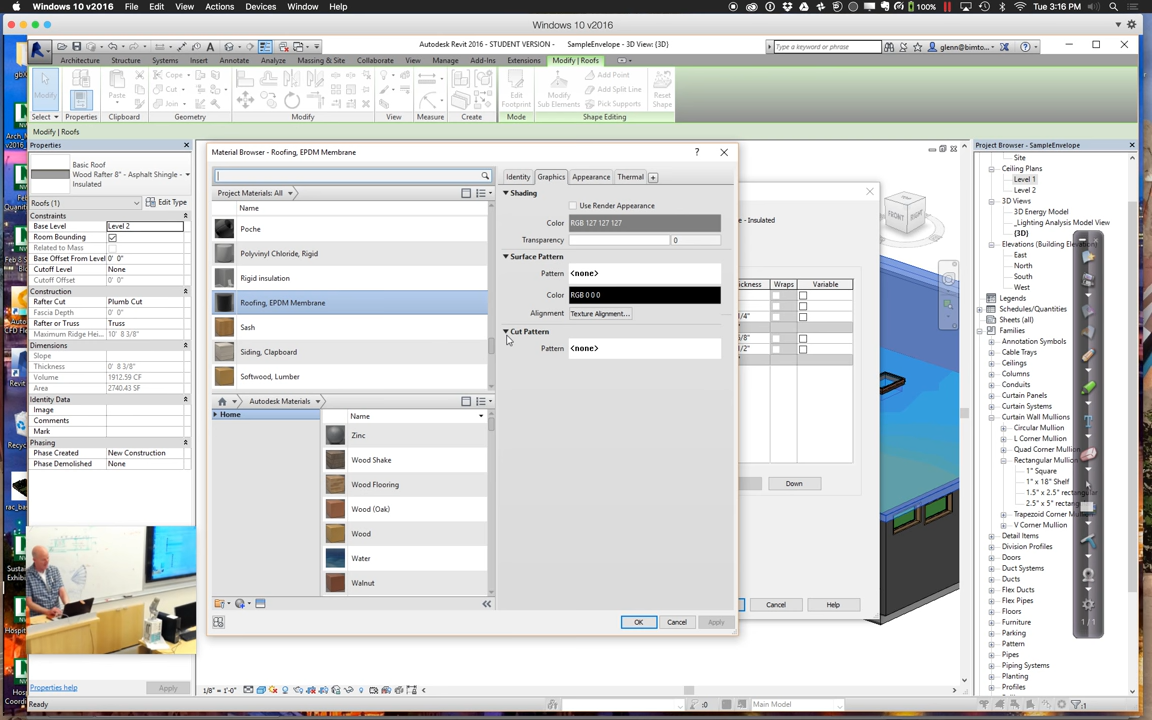 Windows 10 v2016 File Edit View Actions Devices Window Help 100% Tue 3:16 PM
Windows 10 v2016
Autodesk Revit 2016 - STUDENT VERSION - SampleEnvelope - 3D View: {3D} Type a keyword or phrase glenn@bimto...
Architecture Structure Systems Insert Annotate Analyze Massing & Site Collaborate View Manage Add-Ins Extensions Modify | Roofs
Modify Paste Cope Cut Join Edit Footprint Modify Sub Elements Add Point Add Split Line Pick Supports Reset Shape
Select Properties Clipboard Geometry Modify View Measure Create Mode Shape Editing
Modify | Roofs
Properties
Basic Roof
Wood Rafter 8" - Asphalt Shingle - Insulated
Roofs (1) Edit Type
Constraints
Base Level Level 2
Room Bounding
Related to Mass
Base Offset From Level 0' 0"
Cutoff Level None
Cutoff Offset 0' 0"
Construction
Rafter Cut Plumb Cut
Fascia Depth 0' 0"
Rafter or Truss Truss
Maximum Ridge Hei... 10' 8 3/8"
Dimensions
Slope
Thickness 0' 8 3/8"
Volume 1912.59 CF
Area 2740.43 SF
Identity Data
Image
Comments
Mark
Phasing
Phase Created New Construction
Phase Demolished None
Properties help Apply
Material Browser - Roofing, EPDM Membrane
Project Materials: All
Name
Poche
Polyvinyl Chloride, Rigid
Rigid insulation
Roofing, EPDM Membrane
Sash
Siding, Clapboard
Softwood, Lumber
Autodesk Materials
Home
Name
Zinc
Wood Shake
Wood Flooring
Wood (Oak)
Wood
Water
Walnut
Identity Graphics Appearance Thermal
Shading
Use Render Appearance
Color RGB 127 127 127
Transparency 0
Surface Pattern
Pattern <none>
Color RGB 0 0 0
Alignment Texture Alignment...
Cut Pattern
Pattern <none>
OK Cancel Apply
e - Insulated
Wraps Variable
Down
Cancel Help
FRONT RIGHT
Project Browser - SampleEnvelope
Site
Ceiling Plans
Level 1
Level 2
3D Views
3D Energy Model
_Lighting Analysis Model View
{3D}
Elevations (Building Elevation)
East
North
South
West
Legends
Schedules/Quantities
Sheets (all)
Families
Annotation Symbols
Cable Trays
Ceilings
Columns
Conduits
Curtain Panels
Curtain Systems
Curtain Wall Mullions
Circular Mullion
L Corner Mullion
Quad Corner Mullion
Rectangular Mullion
1" Square
1" x 18" Shelf
1.5" x 2.5" rectangular
2.5" x 5" rectangular
Trapezoid Corner Mullion
V Corner Mullion
Detail Items
Division Profiles
Duct Systems
Ducts
Flex Ducts
Flex Pipes
Floors
Furniture
Parking
Pattern
Pipes
Piping Systems
Planting
Profiles
1 / 1
1/8" = 1'-0"
Ready :0 Main Model :1